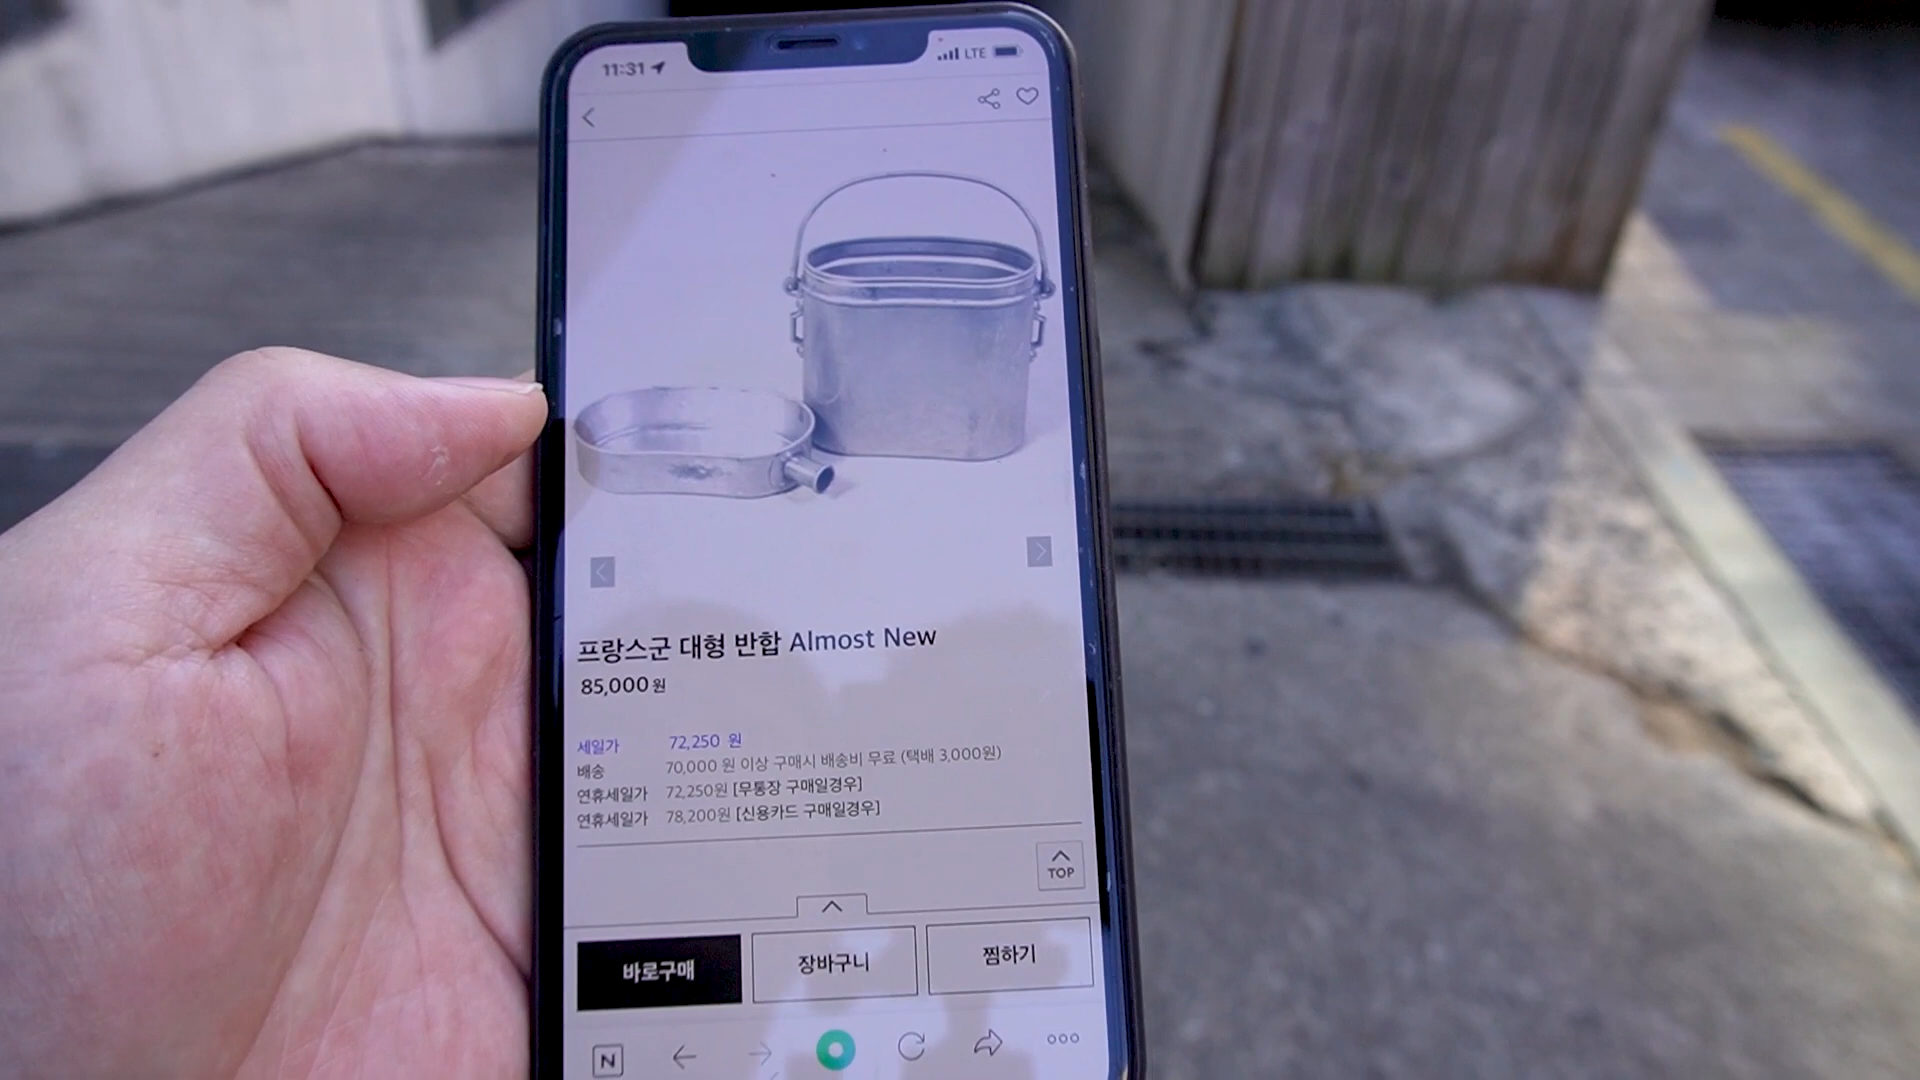 11:31
LTE
프랑스군 대형 반합 Almost New
85,000원
세일가 72,250 원
배송 70,000 원 이상 구매시 배송비 무료 (택배 3,000원)
연휴세일가 72,250원 [무통장 구매일경우]
연휴세일가 78,200원 [신용카드 구매일경우]
TOP
바로구매 장바구니 찜하기
N